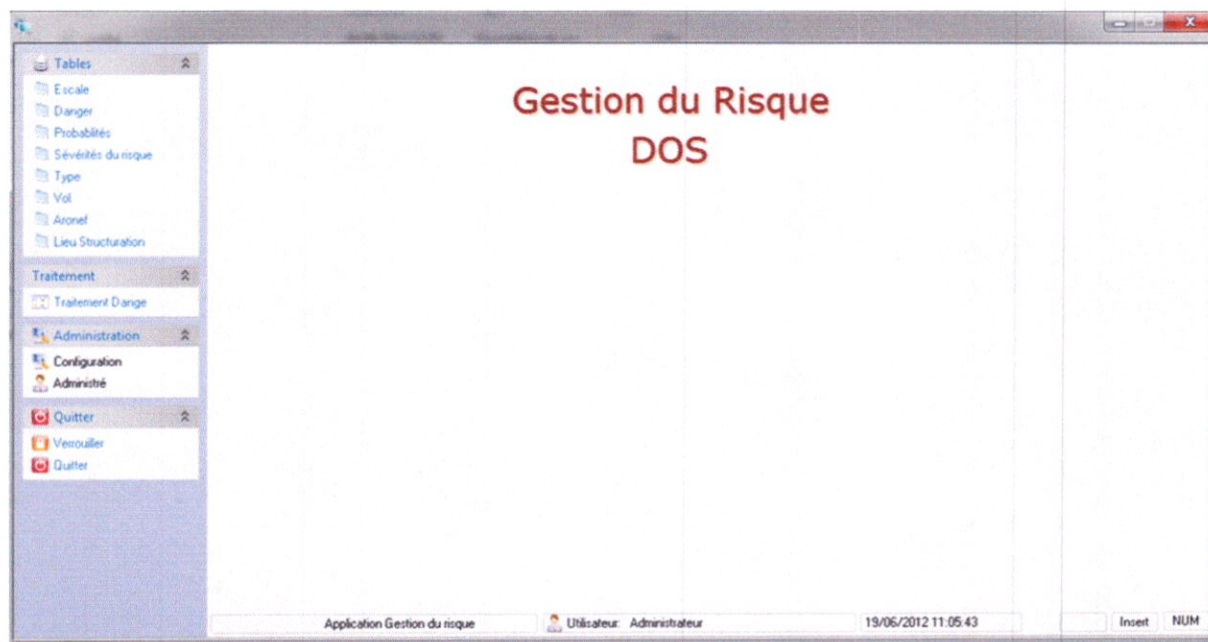 Tables
Escale
Danger
Probablités
Sévérités du risque
Type
Vol
Aronef
Lieu Structuration
Traitement
Traitement Dange
Administration
Configuration
Administré
Quitter
Verrouiller
Quitter
Gestion du Risque
DOS
Application Gestion du risque Utilisateur: Administrateur 19/06/2012 11:05:43 Insert NUM